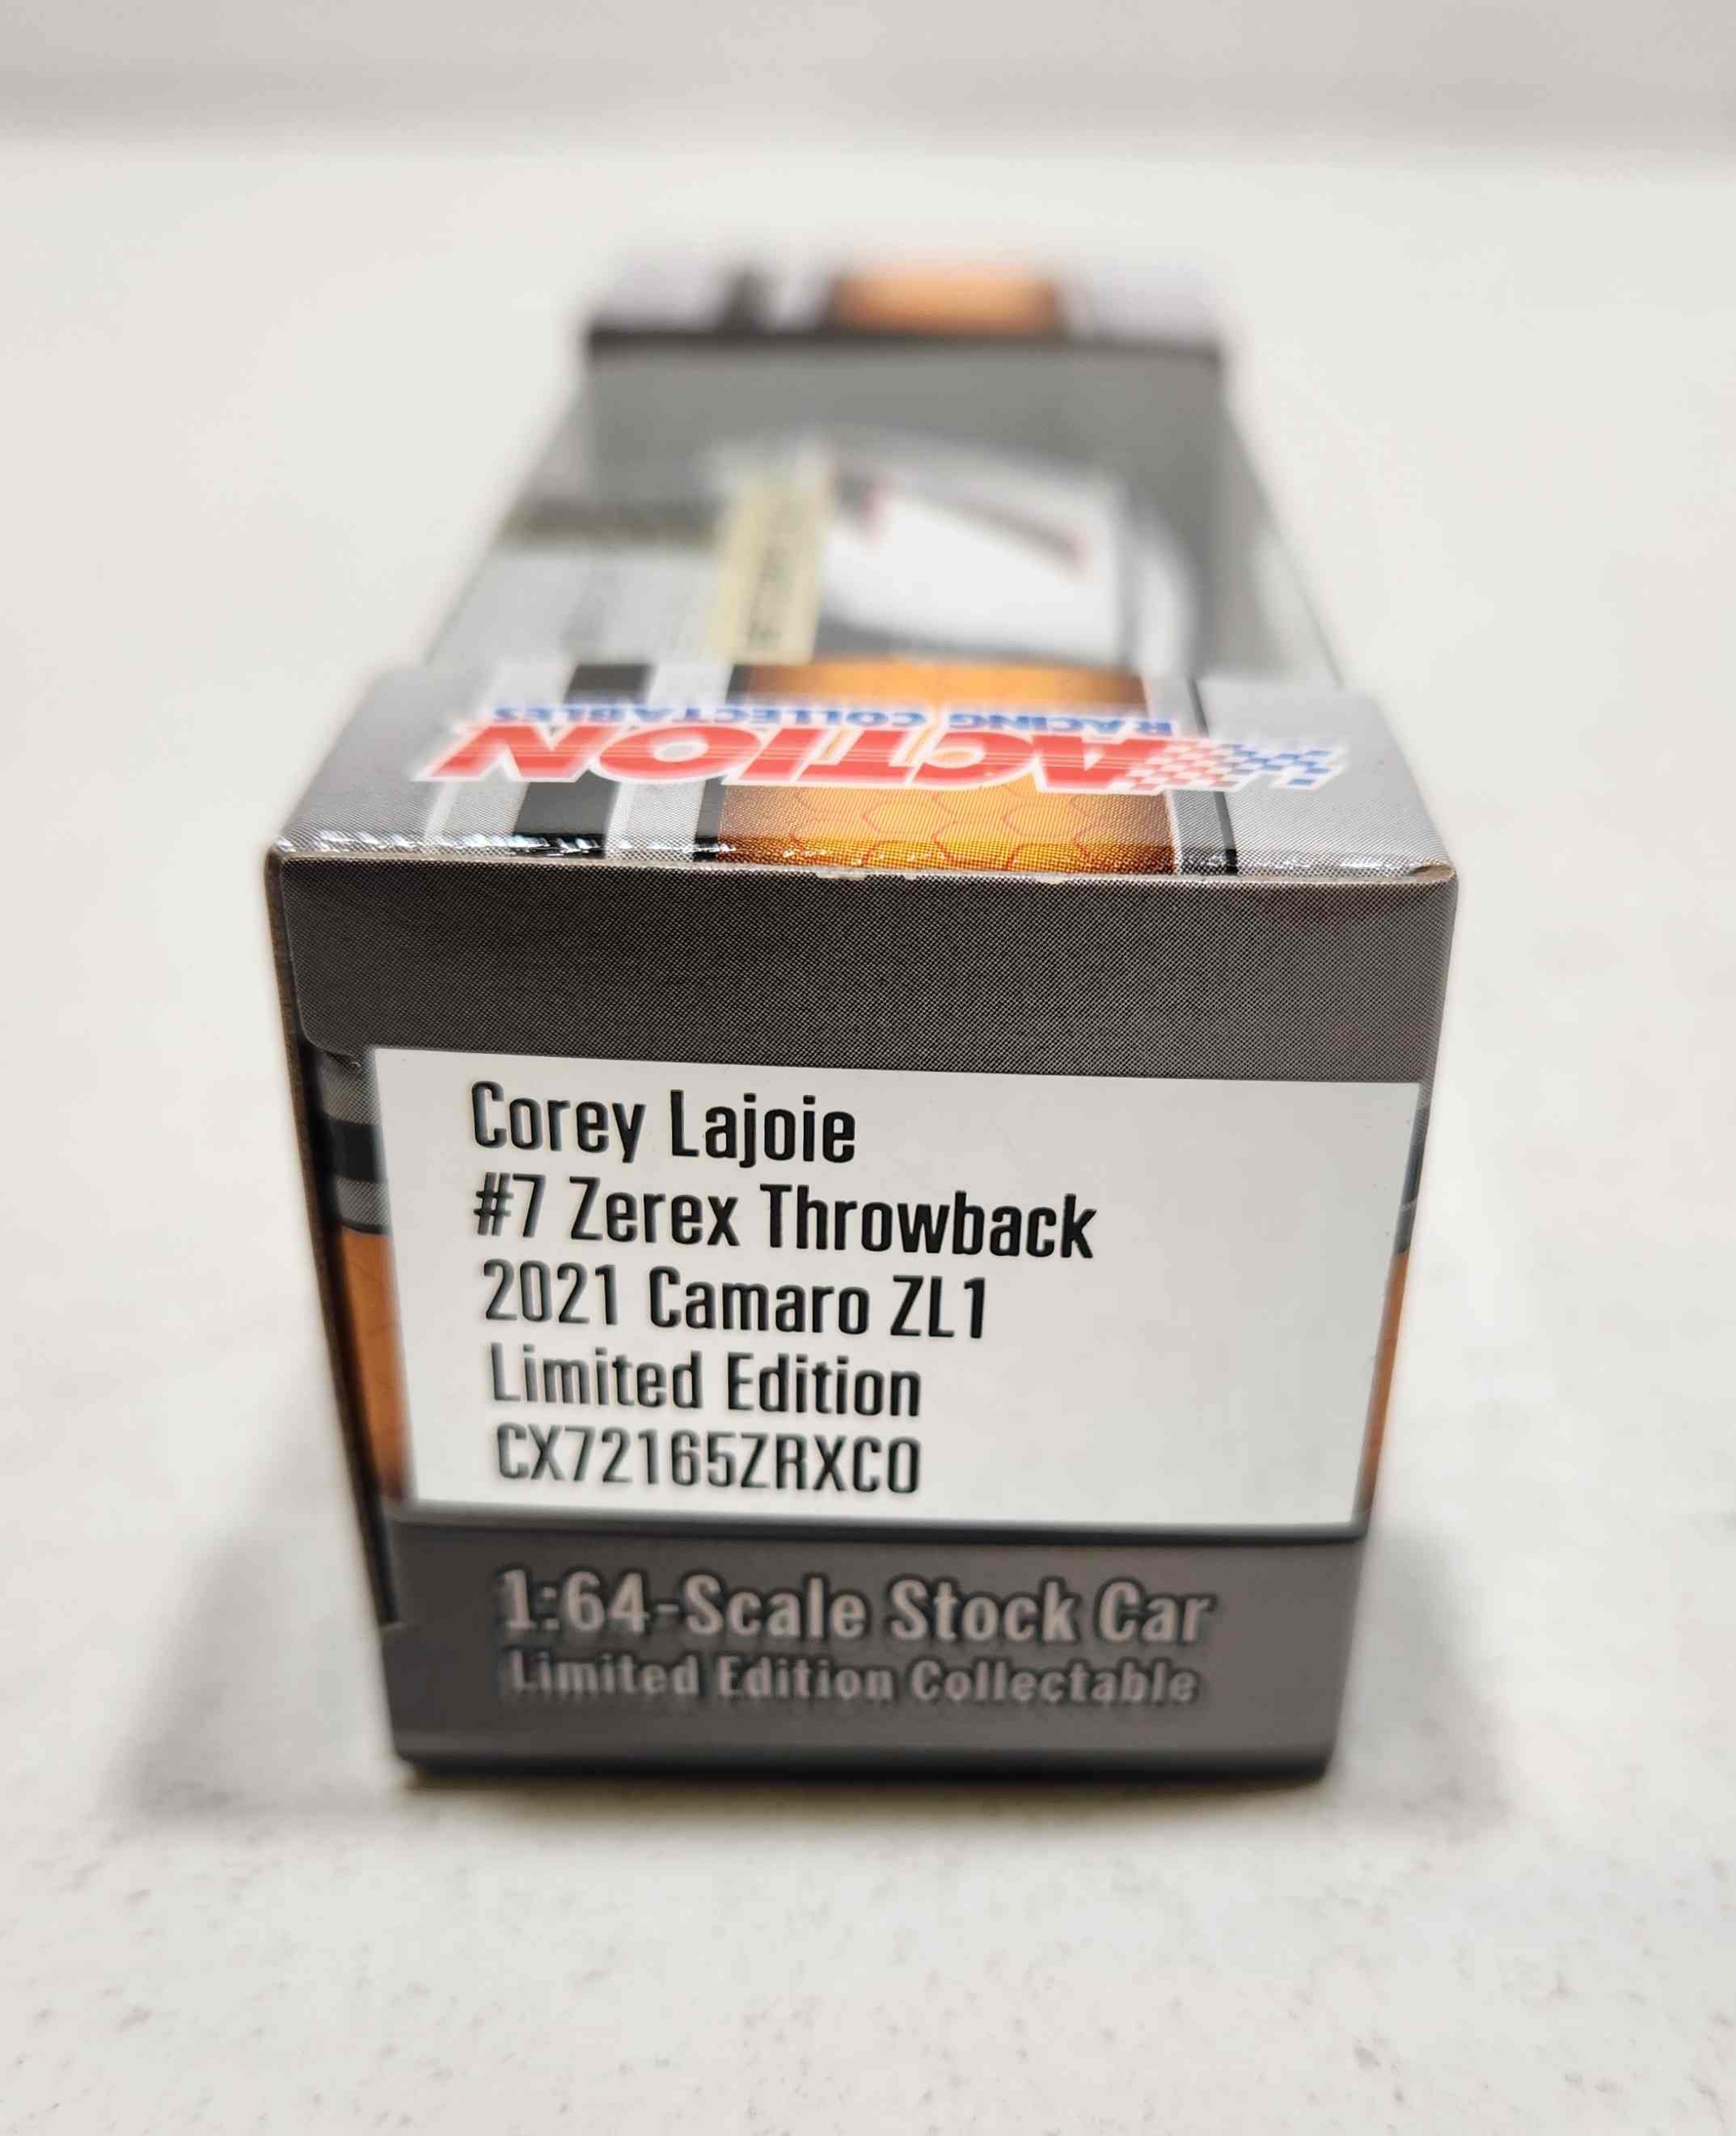 ACTION
RACING COLLECTABLES
Corey Lajoie
#7 Zerex Throwback
2021 Camaro ZL1
Limited Edition
CX72165ZRXCO
1:64-Scale Stock Car
Limited Edition Collectable